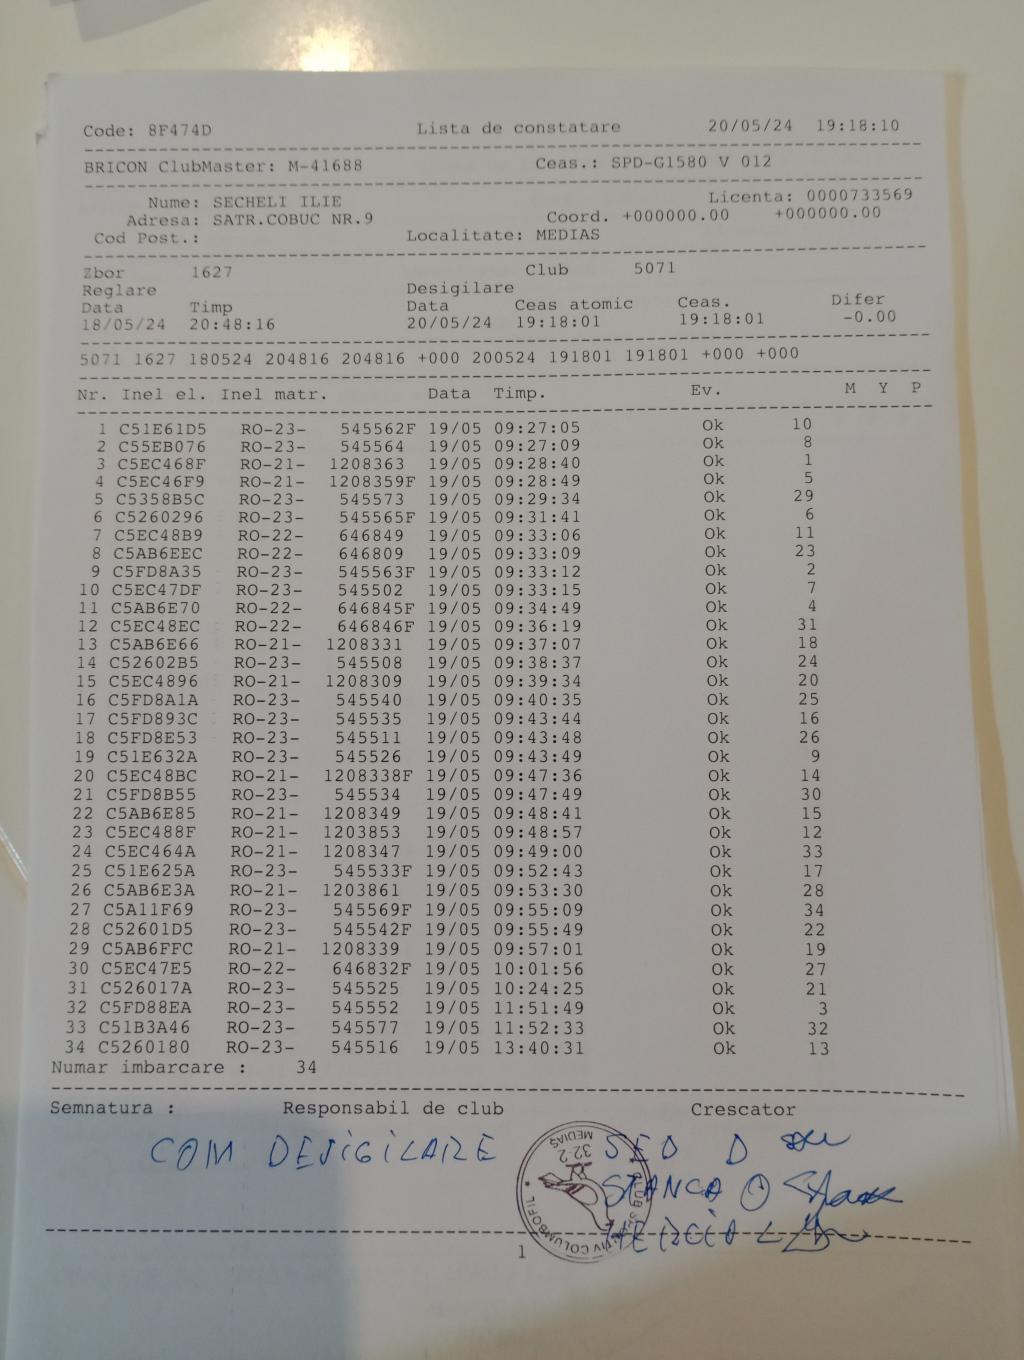 Code: 8F474D Lista de constatare 20/05/24 19:18:10
BRICON ClubMaster: M-41688 Ceas.: SPD-G1580 V 012
Nume: SECHELI ILIE Licenta: 0000733569
Adresa: SATR.COBUC NR.9 Coord. +000000.00 +000000.00
Cod Post.: Localitate: MEDIAS
Zbor 1627 Club 5071
Reglare Desigilare
Data Timp Data Ceas atomic Ceas. Difer
18/05/24 20:48:16 20/05/24 19:18:01 19:18:01 -0.00
5071 1627 180524 204816 204816 +000 200524 191801 191801 +000 +000
Nr. Inel el. Inel matr. Data Timp. Ev. M Y P
1 C51E61D5 RO-23- 545562F 19/05 09:27:05 Ok 10
2 C55EB076 RO-23- 545564 19/05 09:27:09 Ok 8
3 C5EC468F RO-21- 1208363 19/05 09:28:40 Ok 1
4 C5EC46F9 RO-21- 1208359F 19/05 09:28:49 Ok 5
5 C5358B5C RO-23- 545573 19/05 09:29:34 Ok 29
6 C5260296 RO-23- 545565F 19/05 09:31:41 Ok 6
7 C5EC48B9 RO-22- 646849 19/05 09:33:06 Ok 11
8 C5AB6EEC RO-22- 646809 19/05 09:33:09 Ok 23
9 C5FD8A35 RO-23- 545563F 19/05 09:33:12 Ok 2
10 C5EC47DF RO-23- 545502 19/05 09:33:15 Ok 7
11 C5AB6E70 RO-22- 646845F 19/05 09:34:49 Ok 4
12 C5EC48EC RO-22- 646846F 19/05 09:36:19 Ok 31
13 C5AB6E66 RO-21- 1208331 19/05 09:37:07 Ok 18
14 C52602B5 RO-23- 545508 19/05 09:38:37 Ok 24
15 C5EC4896 RO-21- 1208309 19/05 09:39:34 Ok 20
16 C5FD8A1A RO-23- 545540 19/05 09:40:35 Ok 25
17 C5FD893C RO-23- 545535 19/05 09:43:44 Ok 16
18 C5FD8E53 RO-23- 545511 19/05 09:43:48 Ok 26
19 C51E632A RO-23- 545526 19/05 09:43:49 Ok 9
20 C5EC48BC RO-21- 1208338F 19/05 09:47:36 Ok 14
21 C5FD8B55 RO-23- 545534 19/05 09:47:49 Ok 30
22 C5AB6E85 RO-21- 1208349 19/05 09:48:41 Ok 15
23 C5EC488F RO-21- 1203853 19/05 09:48:57 Ok 12
24 C5EC464A RO-21- 1208347 19/05 09:49:00 Ok 33
25 C51E625A RO-23- 545533F 19/05 09:52:43 Ok 17
26 C5AB6E3A RO-21- 1203861 19/05 09:53:30 Ok 28
27 C5A11F69 RO-23- 545569F 19/05 09:55:09 Ok 34
28 C52601D5 RO-23- 545542F 19/05 09:55:49 Ok 22
29 C5AB6FFC RO-21- 1208339 19/05 09:57:01 Ok 19
30 C5EC47E5 RO-22- 646832F 19/05 10:01:56 Ok 27
31 C526017A RO-23- 545525 19/05 10:24:25 Ok 21
32 C5FD88EA RO-23- 545552 19/05 11:51:49 Ok 3
33 C51B3A46 RO-23- 545577 19/05 11:52:33 Ok 32
34 C5260180 RO-23- 545516 19/05 13:40:31 Ok 13
Numar imbarcare : 34
Semnatura : Responsabil de club Crescator
COM DESIGILARE
MEDIAŞ
32-2
COLUMBOFIL
STANCA
1